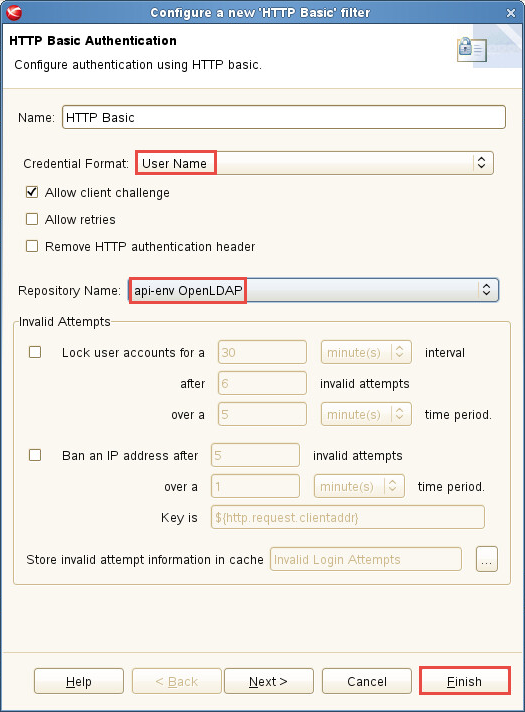 Configure a new 'HTTP Basic' filter
HTTP Basic Authentication
Configure authentication using HTTP basic.
Name: HTTP Basic
Credential Format: User Name
Allow client challenge
Allow retries
Remove HTTP authentication header
Repository Name: api-env OpenLDAP
Invalid Attempts
Lock user accounts for a 30 minute(s) interval
after 6 invalid attempts
over a 5 minute(s) time period.
Ban an IP address after 5 invalid attempts
over a 1 minute(s) time period.
Key is ${http.request.clientaddr}
Store invalid attempt information in cache Invalid Login Attempts ...
Help < Back Next > Cancel Finish